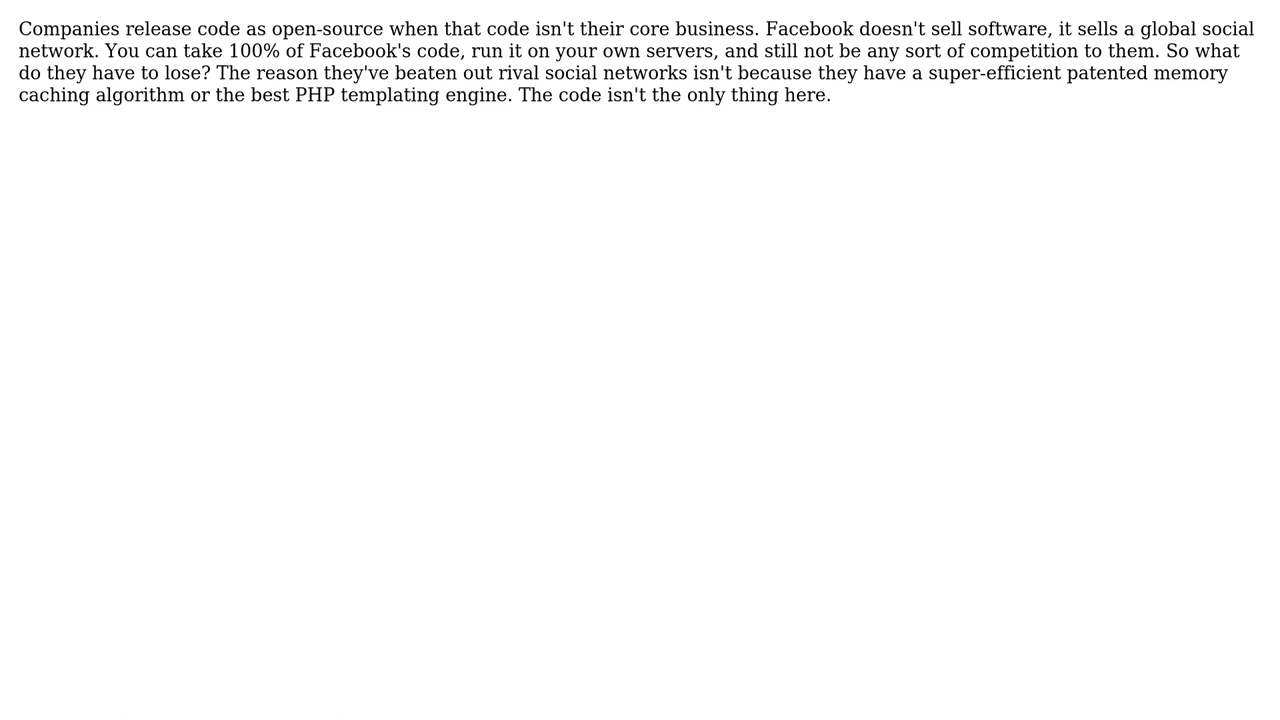 Companies release code as open-source when that code isn't their core business. Facebook doesn't sell software, it sells a global social
network. You can take 100% of Facebook's code, run it on your own servers, and still not be any sort of competition to them. So what
do they have to lose? The reason they've beaten out rival social networks isn't because they have a super-efficient patented memory
caching algorithm or the best PHP templating engine. The code isn't the only thing here.